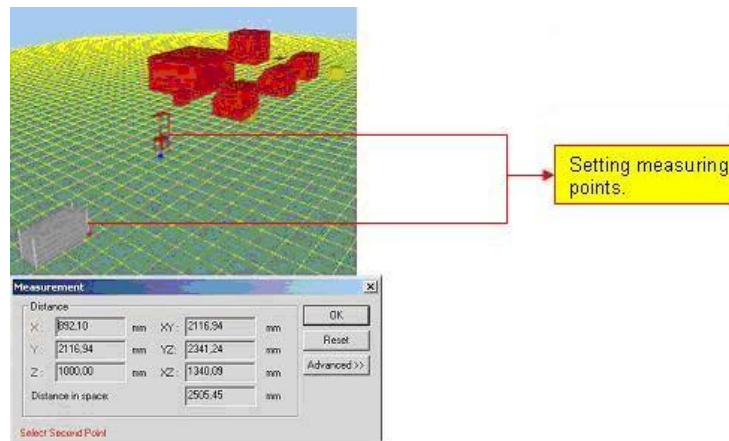 Setting measuring
points.
Measurement
Distance
X : 892,10 mm XY : 2116,94 mm
Y : 2116,94 mm YZ: 2341,24 mm
Z : 1000,00 mm XZ : 1340,09 mm
Distance in space: 2505,45 mm
OK
Reset
Advanced >>
Select Second Point